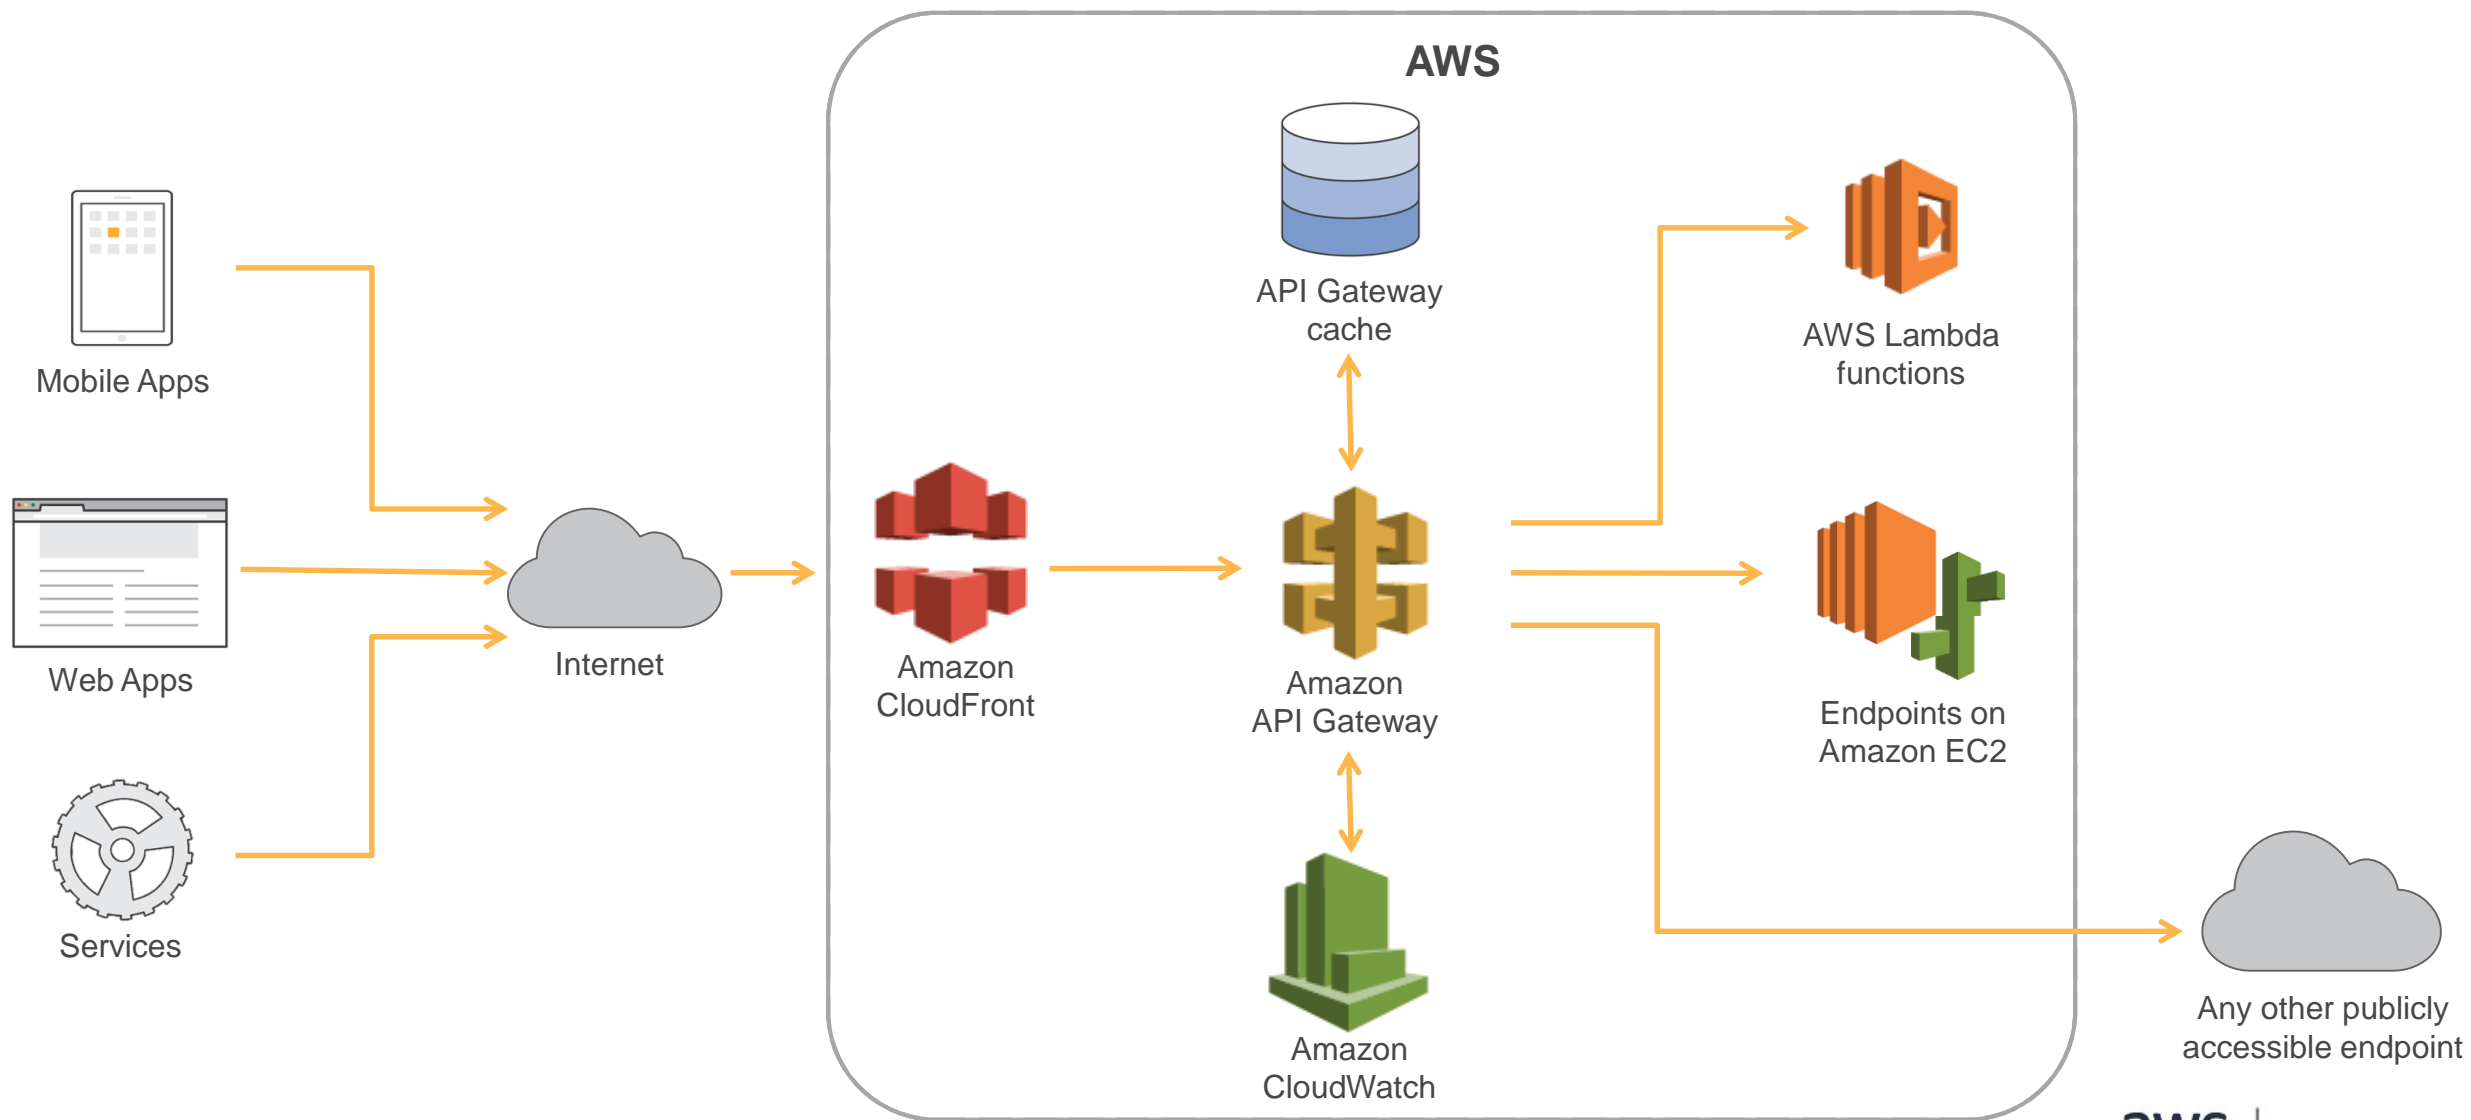 AWS
API Gateway
cache
AWS Lambda
functions
Mobile Apps
Web Apps
Services
Internet
Amazon
CloudFront
Amazon
API Gateway
Endpoints on
Amazon EC2
Amazon
CloudWatch
Any other publicly
accessible endpoint
aws